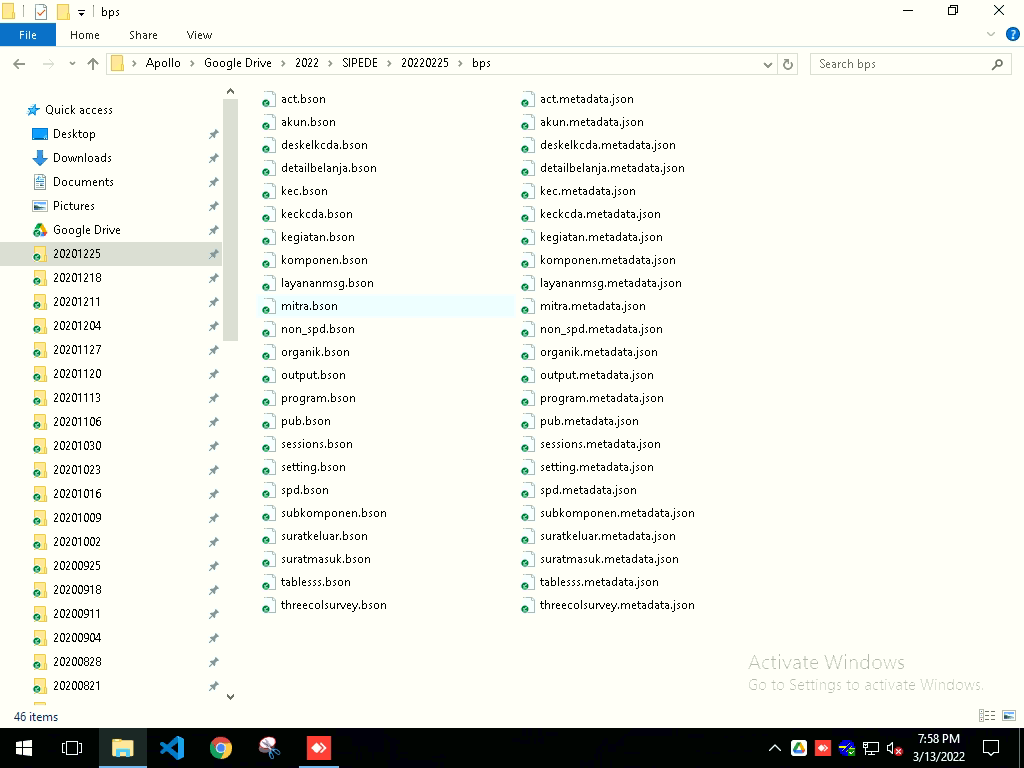 bps
File Home Share View
Apollo Google Drive 2022 SIPEDE 20220225 bps
Search bps
Quick access
Desktop
Downloads
Documents
Pictures
Google Drive
20201225
20201218
20201211
20201204
20201127
20201120
20201113
20201106
20201030
20201023
20201016
20201009
20201002
20200925
20200918
20200911
20200904
20200828
20200821
act.bson
akun.bson
deskelkcda.bson
detailbelanja.bson
kec.bson
keckcda.bson
kegiatan.bson
komponen.bson
layananmsg.bson
mitra.bson
non_spd.bson
organik.bson
output.bson
program.bson
pub.bson
sessions.bson
setting.bson
spd.bson
subkomponen.bson
suratkeluar.bson
suratmasuk.bson
tablesss.bson
threecolsurvey.bson
act.metadata.json
akun.metadata.json
deskelkcda.metadata.json
detailbelanja.metadata.json
kec.metadata.json
keckcda.metadata.json
kegiatan.metadata.json
komponen.metadata.json
layananmsg.metadata.json
mitra.metadata.json
non_spd.metadata.json
organik.metadata.json
output.metadata.json
program.metadata.json
pub.metadata.json
sessions.metadata.json
setting.metadata.json
spd.metadata.json
subkomponen.metadata.json
suratkeluar.metadata.json
suratmasuk.metadata.json
tablesss.metadata.json
threecolsurvey.metadata.json
Activate Windows
Go to Settings to activate Windows.
46 items
7:58 PM
3/13/2022